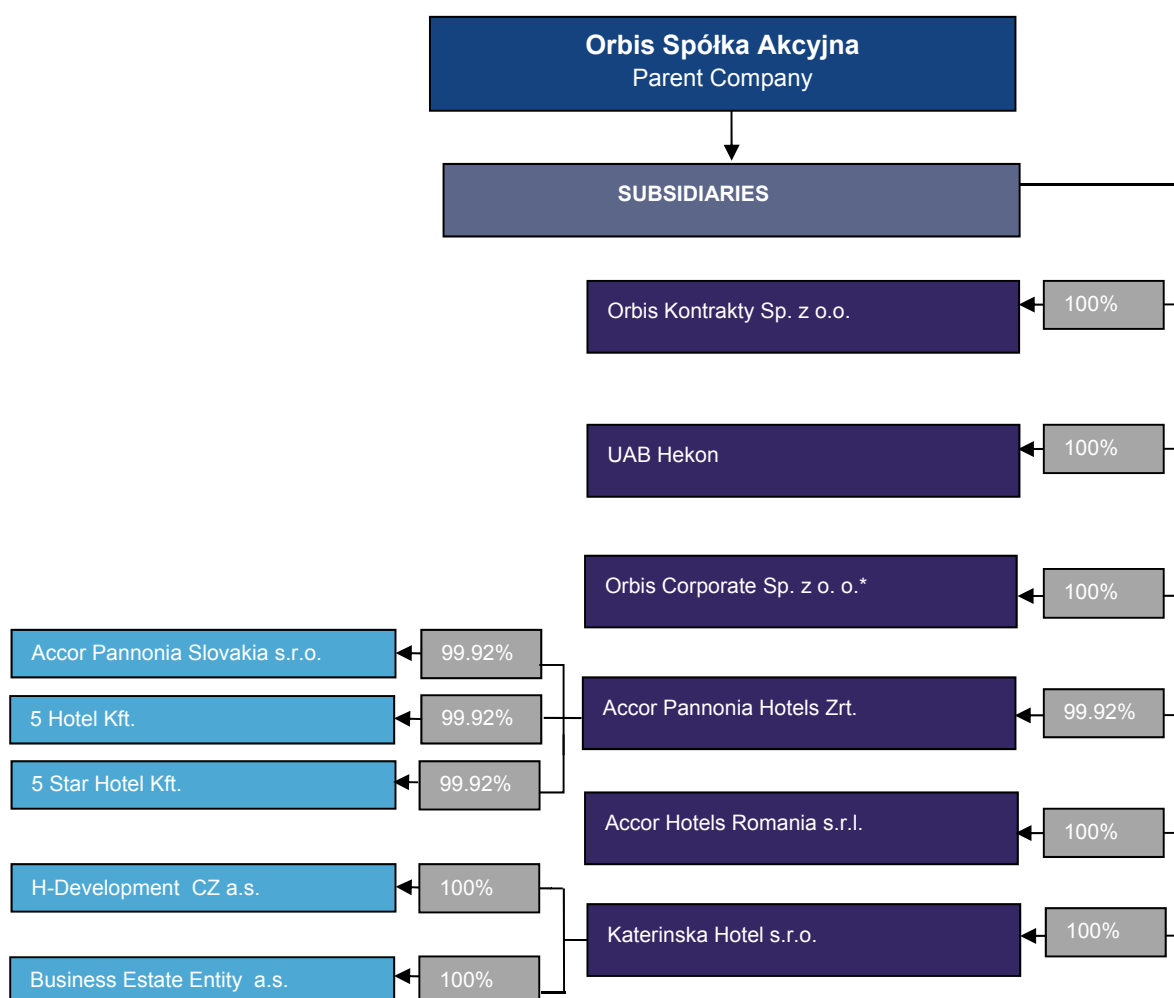 Orbis Spółka Akcyjna
Parent Company
SUBSIDIARIES
Orbis Kontrakty Sp. z o.o.
100%
UAB Hekon
100%
Orbis Corporate Sp. z o. o.*
100%
Accor Pannonia Slovakia s.r.o.
99.92%
5 Hotel Kft.
99.92%
Accor Pannonia Hotels Zrt.
99.92%
5 Star Hotel Kft.
99.92%
Accor Hotels Romania s.r.l.
100%
H-Development  CZ a.s.
100%
Katerinska Hotel s.r.o.
100%
Business Estate Entity  a.s.
100%